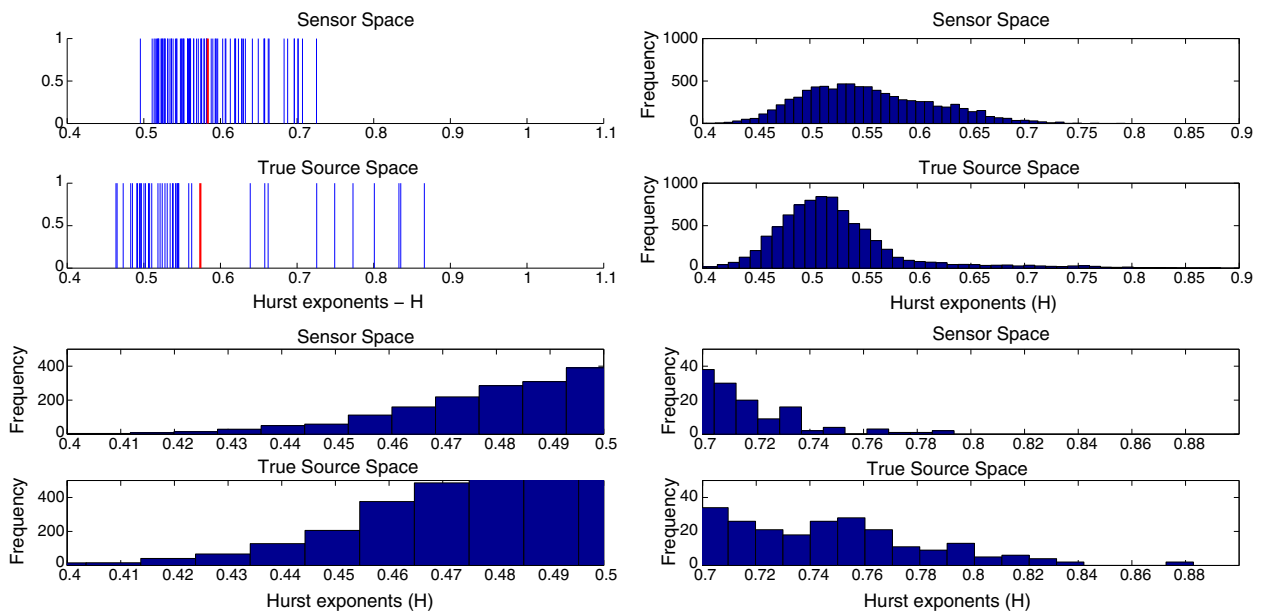 Sensor Space
1
0.5
0
0.4 0.5 0.6 0.7 0.8 0.9 1 1.1
True Source Space
1
0.5
0
0.4 0.5 0.6 0.7 0.8 0.9 1 1.1
Hurst exponents – H
Sensor Space
Frequency
1000
500
0
0.4 0.45 0.5 0.55 0.6 0.65 0.7 0.75 0.8 0.85 0.9
True Source Space
Frequency
1000
500
0
0.4 0.45 0.5 0.55 0.6 0.65 0.7 0.75 0.8 0.85 0.9
Hurst exponents (H)
Sensor Space
Frequency
400
200
0
0.4 0.41 0.42 0.43 0.44 0.45 0.46 0.47 0.48 0.49 0.5
True Source Space
Frequency
400
200
0
0.4 0.41 0.42 0.43 0.44 0.45 0.46 0.47 0.48 0.49 0.5
Hurst exponents (H)
Sensor Space
Frequency
40
20
0
0.7 0.72 0.74 0.76 0.78 0.8 0.82 0.84 0.86 0.88
True Source Space
Frequency
40
20
0
0.7 0.72 0.74 0.76 0.78 0.8 0.82 0.84 0.86 0.88
Hurst exponents (H)